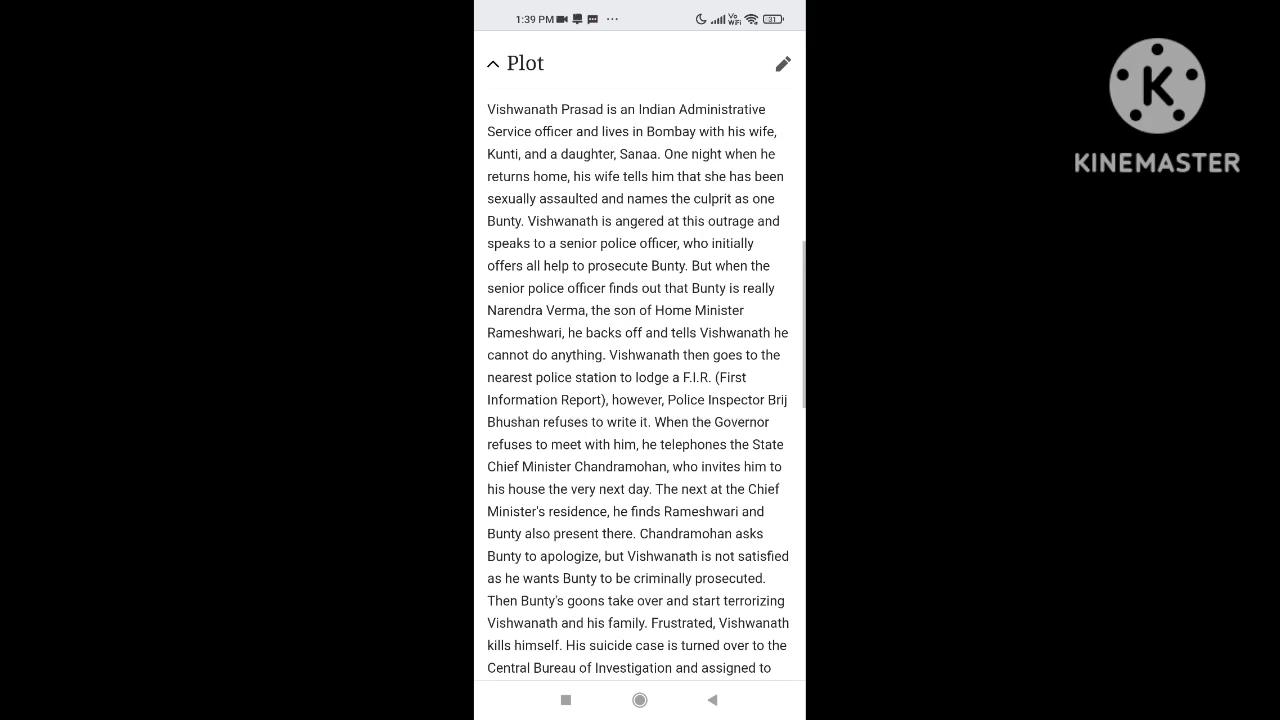 1:39 PM
Vo
WiFi
31
KINEMASTER
K
Plot
Vishwanath Prasad is an Indian Administrative
Service officer and lives in Bombay with his wife,
Kunti, and a daughter, Sanaa. One night when he
returns home, his wife tells him that she has been
sexually assaulted and names the culprit as one
Bunty. Vishwanath is angered at this outrage and
speaks to a senior police officer, who initially
offers all help to prosecute Bunty. But when the
senior police officer finds out that Bunty is really
Narendra Verma, the son of Home Minister
Rameshwari, he backs off and tells Vishwanath he
cannot do anything. Vishwanath then goes to the
nearest police station to lodge a F.I.R. (First
Information Report), however, Police Inspector Brij
Bhushan refuses to write it. When the Governor
refuses to meet with him, he telephones the State
Chief Minister Chandramohan, who invites him to
his house the very next day. The next at the Chief
Minister's residence, he finds Rameshwari and
Bunty also present there. Chandramohan asks
Bunty to apologize, but Vishwanath is not satisfied
as he wants Bunty to be criminally prosecuted.
Then Bunty's goons take over and start terrorizing
Vishwanath and his family. Frustrated, Vishwanath
kills himself. His suicide case is turned over to the
Central Bureau of Investigation and assigned to